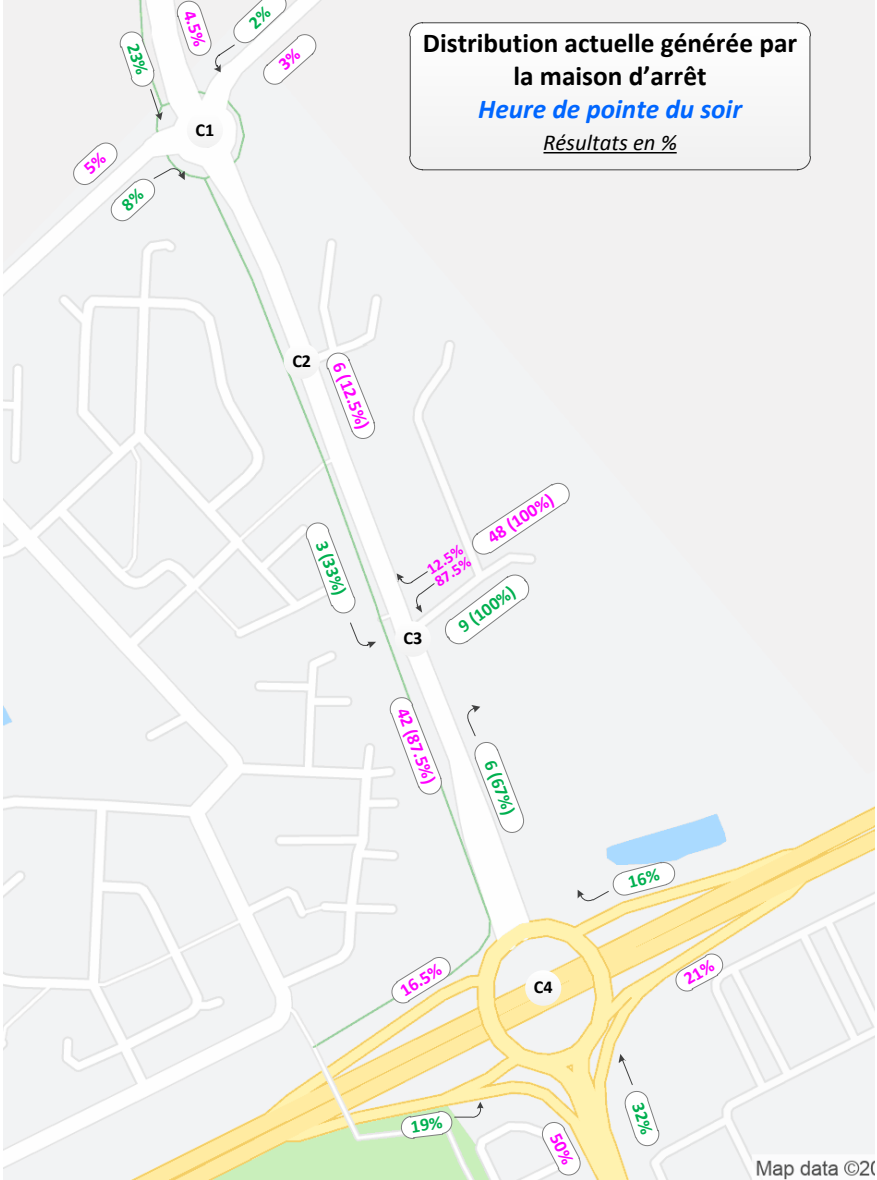 Distribution actuelle générée par
la maison d'arrêt
Heure de pointe du soir
Résultats en %
4.5%
2%
23%
3%
C1
5%
8%
C2
6 (12.5%)
48 (100%)
3 (33%)
12.5%
87.5%
9 (100%)
C3
42 (87.5%)
6 (67%)
16%
16.5%
21%
C4
19%
32%
50%
Map data ©20